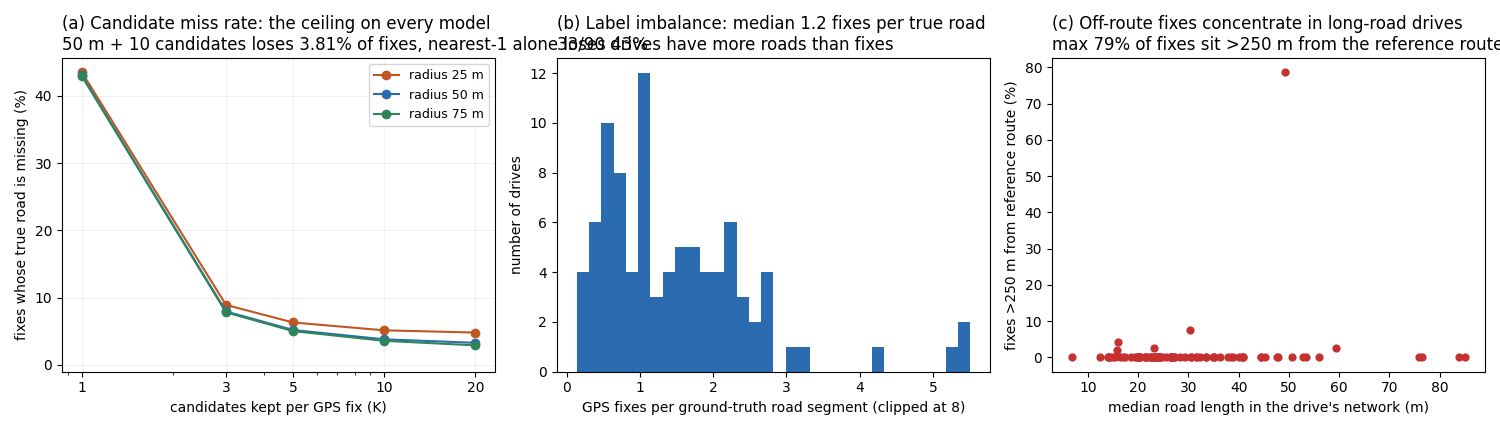 (a) Candidate miss rate: the ceiling on every model
50 m + 10 candidates loses 3.81% of fixes, nearest-1 alone loses 43%
fixes whose true road is missing (%)
40
30
20
10
0
radius 25 m
radius 50 m
radius 75 m
1
3
5
10
20
candidates kept per GPS fix (K)
(b) Label imbalance: median 1.2 fixes per true road
33/90 drives have more roads than fixes
number of drives
12
10
8
6
4
2
0
0
1
2
3
4
5
GPS fixes per ground-truth road segment (clipped at 8)
(c) Off-route fixes concentrate in long-road drives
max 79% of fixes sit >250 m from the reference route
fixes >250 m from reference route (%)
80
70
60
50
40
30
20
10
0
10
20
30
40
50
60
70
80
median road length in the drive's network (m)